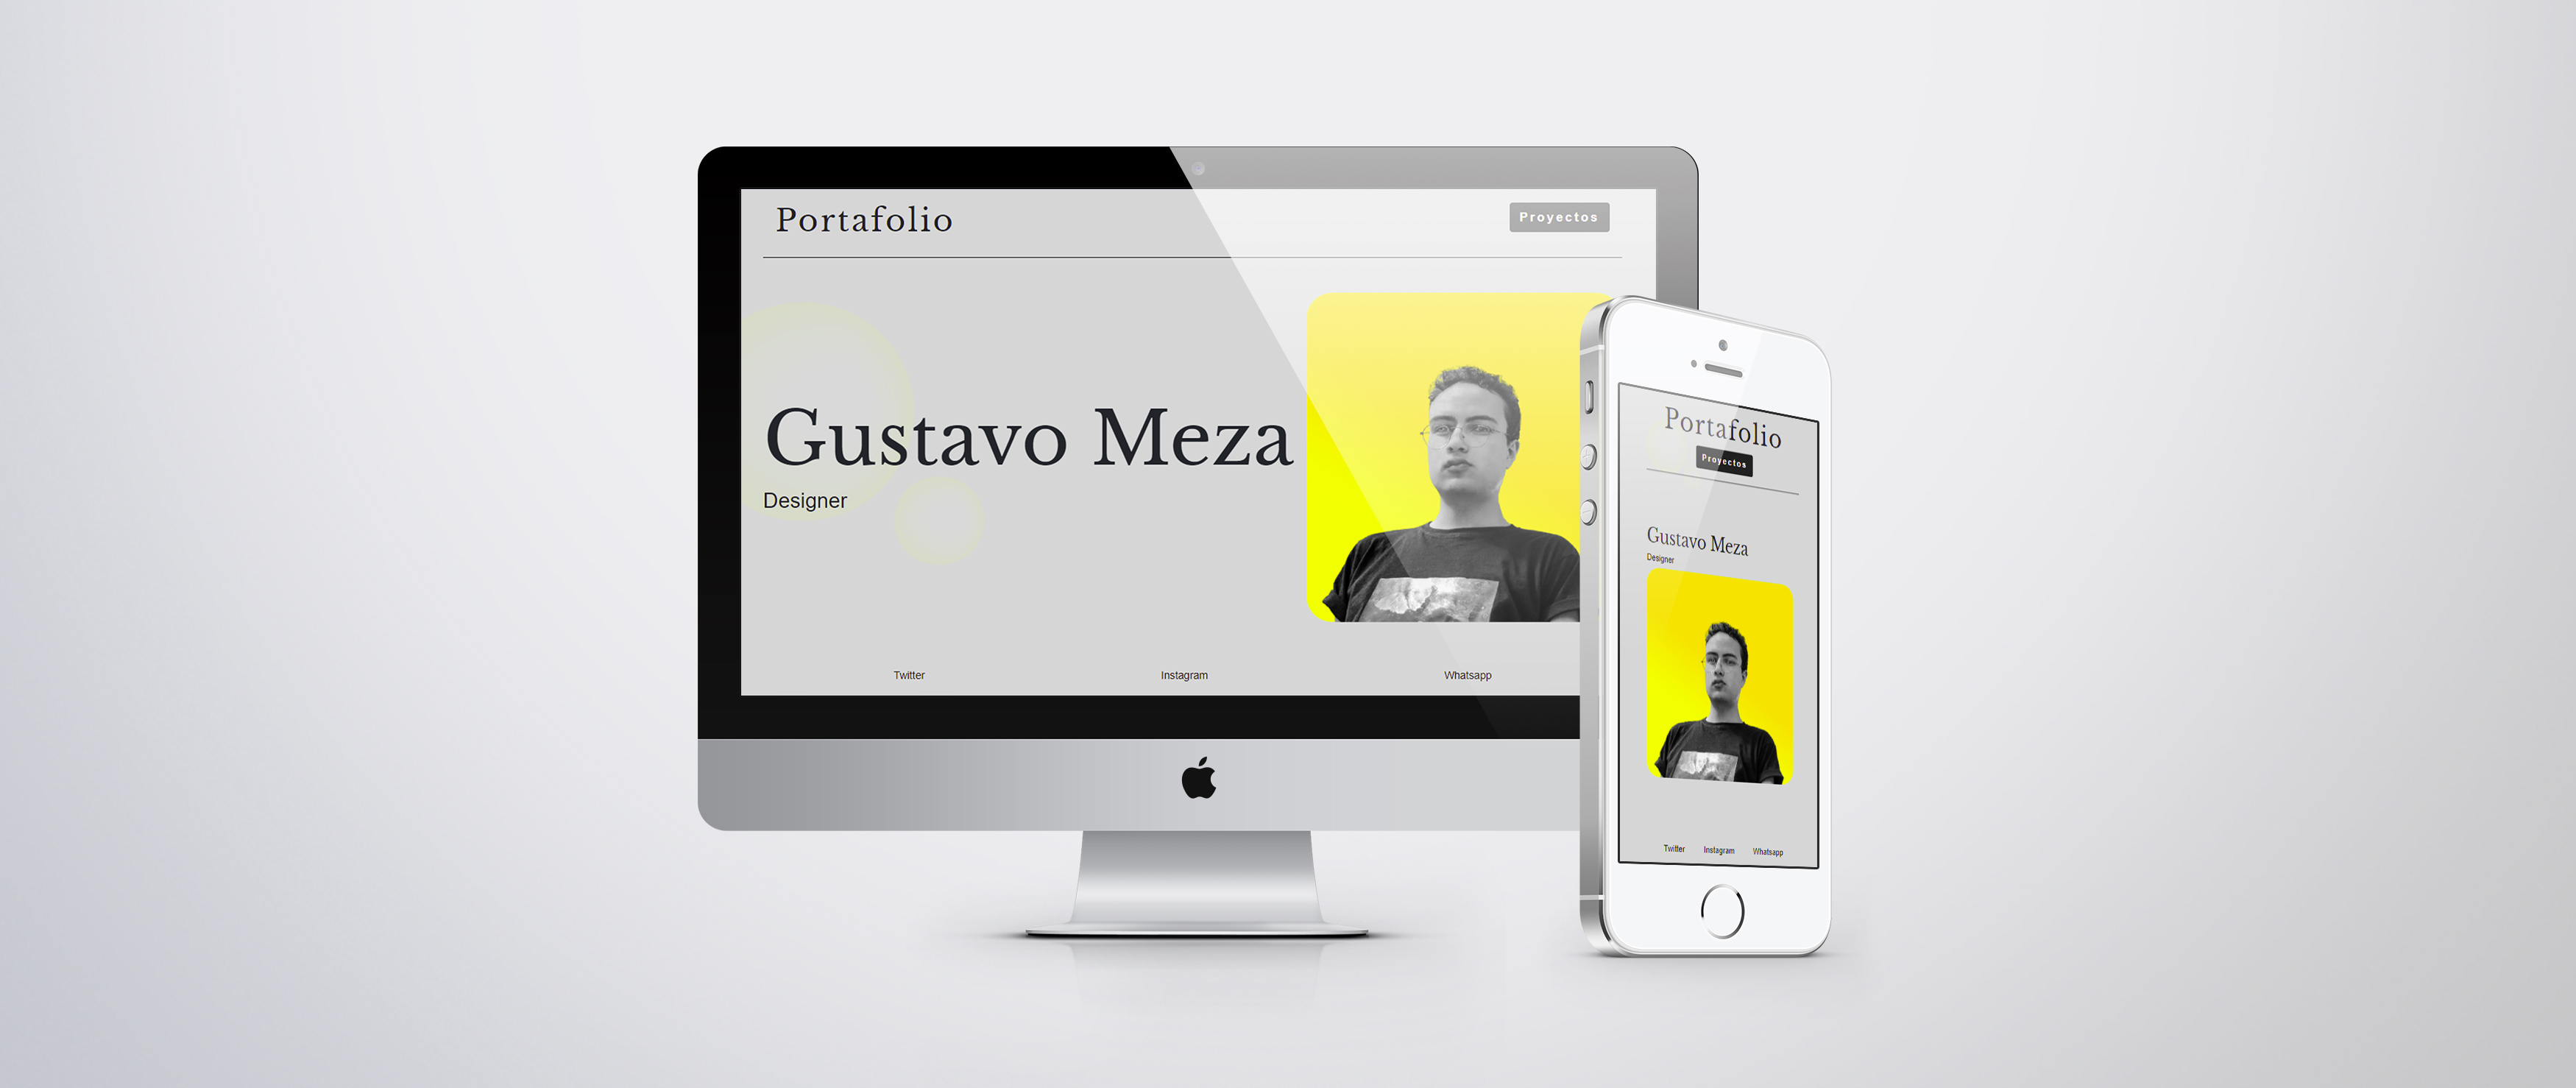 Portafolio
Proyectos
Gustavo Meza
Designer
Twitter Instagram Whatsapp
Portafolio
Proyectos
Gustavo Meza
Designer
Twitter Instagram Whatsapp